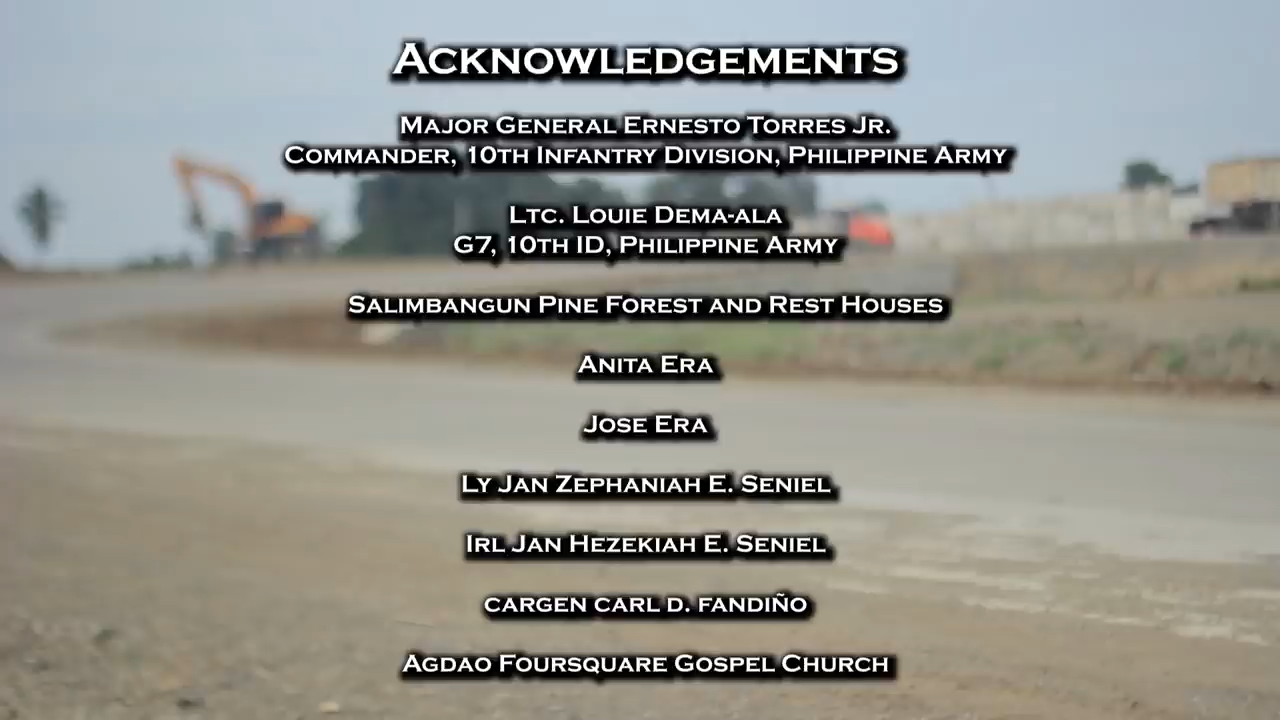 Acknowledgements
Major General Ernesto Torres Jr.
Commander, 10th Infantry Division, Philippine Army
Ltc. Louie Dema-ala
G7, 10th ID, Philippine Army
Salimbangun Pine Forest and Rest Houses
Anita Era
Jose Era
Ly Jan Zephaniah E. Seniel
Irl Jan Hezekiah E. Seniel
cargen carl d. fandiño
Agdao Foursquare Gospel Church